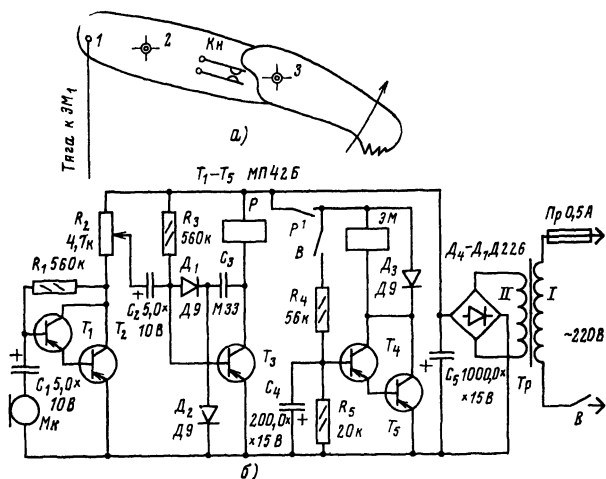 1
2
Кн
3
Тяга к ЭМ₁
а)
Т₁–Т₅ МП42Б
R₂
4,7к
R₃
560к
Р
Р¹
В
ЭМ
Д₃
Д9
Д₄–Д₁Д226
Пр 0,5А
R₁ 560к
С₂ 5,0×
10В
Д₁
Д9
С₃
М33
R₄
56к
II
I
~220В
Т₁
Т₂
Т₃
Т₄
Т₅
С₁ 5,0×
10В
Мк
Д₂
Д9
С₄
200,0×
×15В
R₅
20к
С₅ 1000,0×
×15В
Тр
В
б)